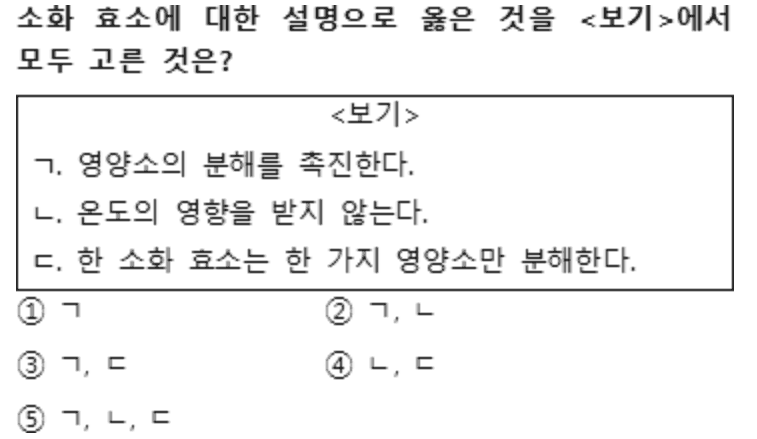 소화 효소에 대한 설명으로 옳은 것을 <보기>에서
모두 고른 것은?
<보기>
ㄱ. 영양소의 분해를 촉진한다.
ㄴ. 온도의 영향을 받지 않는다.
ㄷ. 한 소화 효소는 한 가지 영양소만 분해한다.
① ㄱ ② ㄱ, ㄴ
③ ㄱ, ㄷ ④ ㄴ, ㄷ
⑤ ㄱ, ㄴ, ㄷ